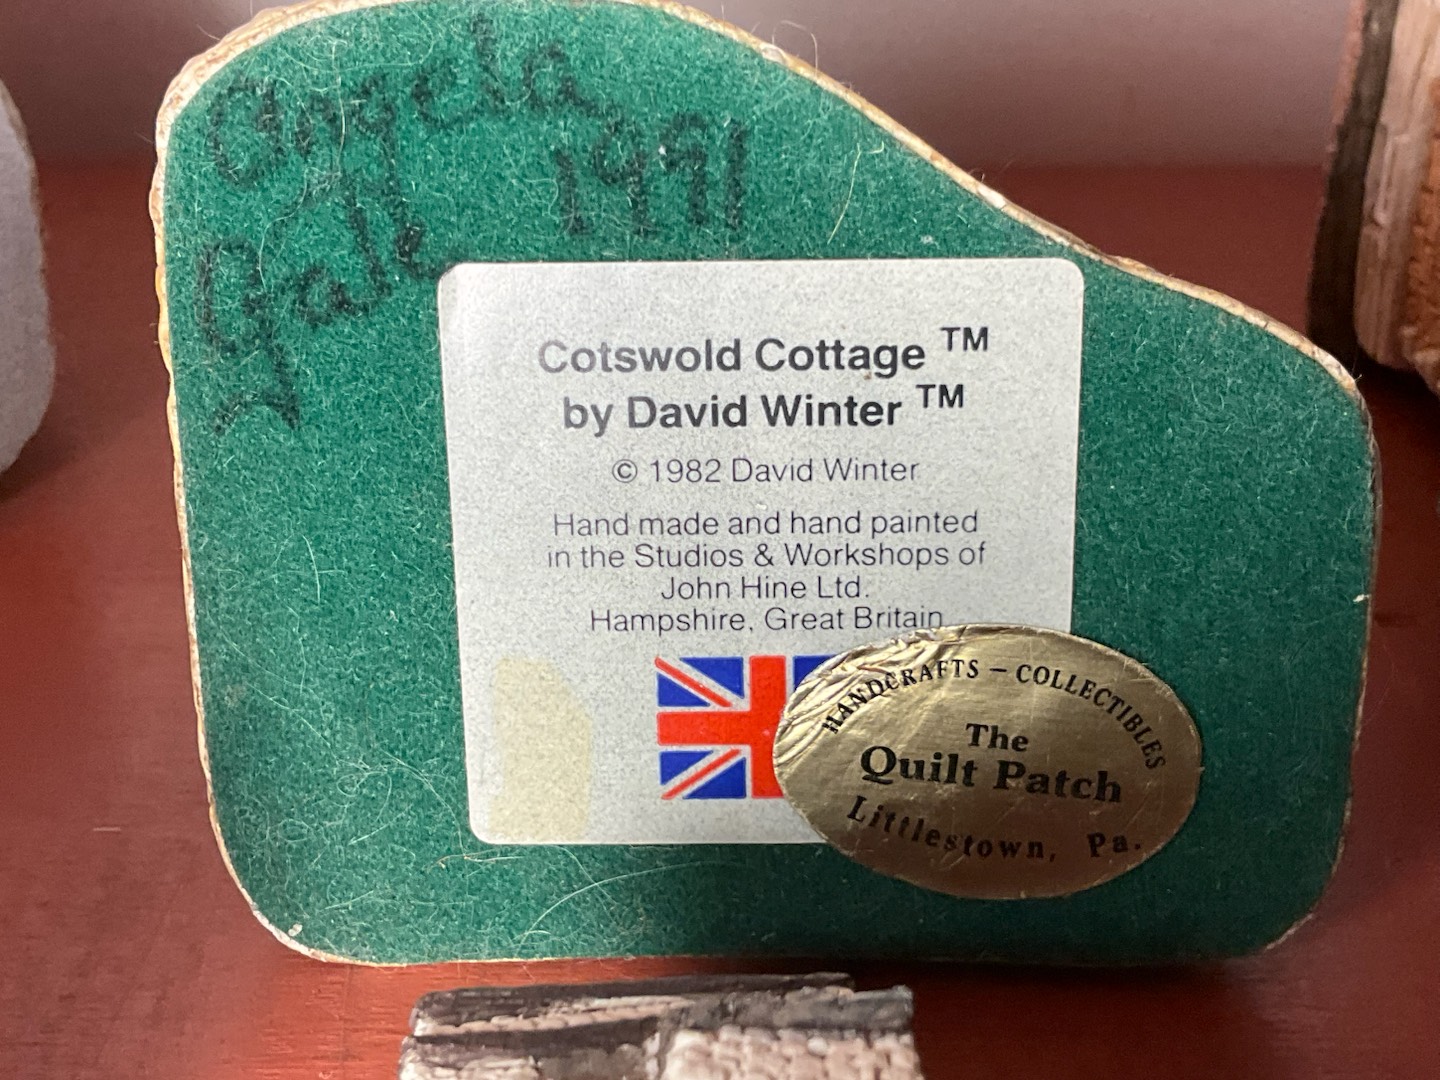 Angela
1991
Gale
Cotswold Cottage ™
by David Winter ™
© 1982 David Winter
Hand made and hand painted
in the Studios & Workshops of
John Hine Ltd.
Hampshire, Great Britain
HANDCRAFTS – COLLECTIBLES
The
Quilt Patch
Littlestown, Pa.